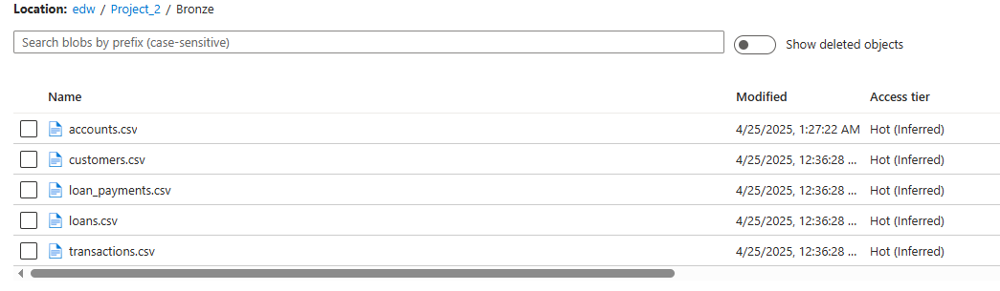 Location: edw / Project_2 / Bronze
Search blobs by prefix (case-sensitive)
Show deleted objects
Name Modified Access tier
accounts.csv 4/25/2025, 1:27:22 AM Hot (Inferred)
customers.csv 4/25/2025, 12:36:28 ... Hot (Inferred)
loan_payments.csv 4/25/2025, 12:36:28 ... Hot (Inferred)
loans.csv 4/25/2025, 12:36:28 ... Hot (Inferred)
transactions.csv 4/25/2025, 12:36:28 ... Hot (Inferred)